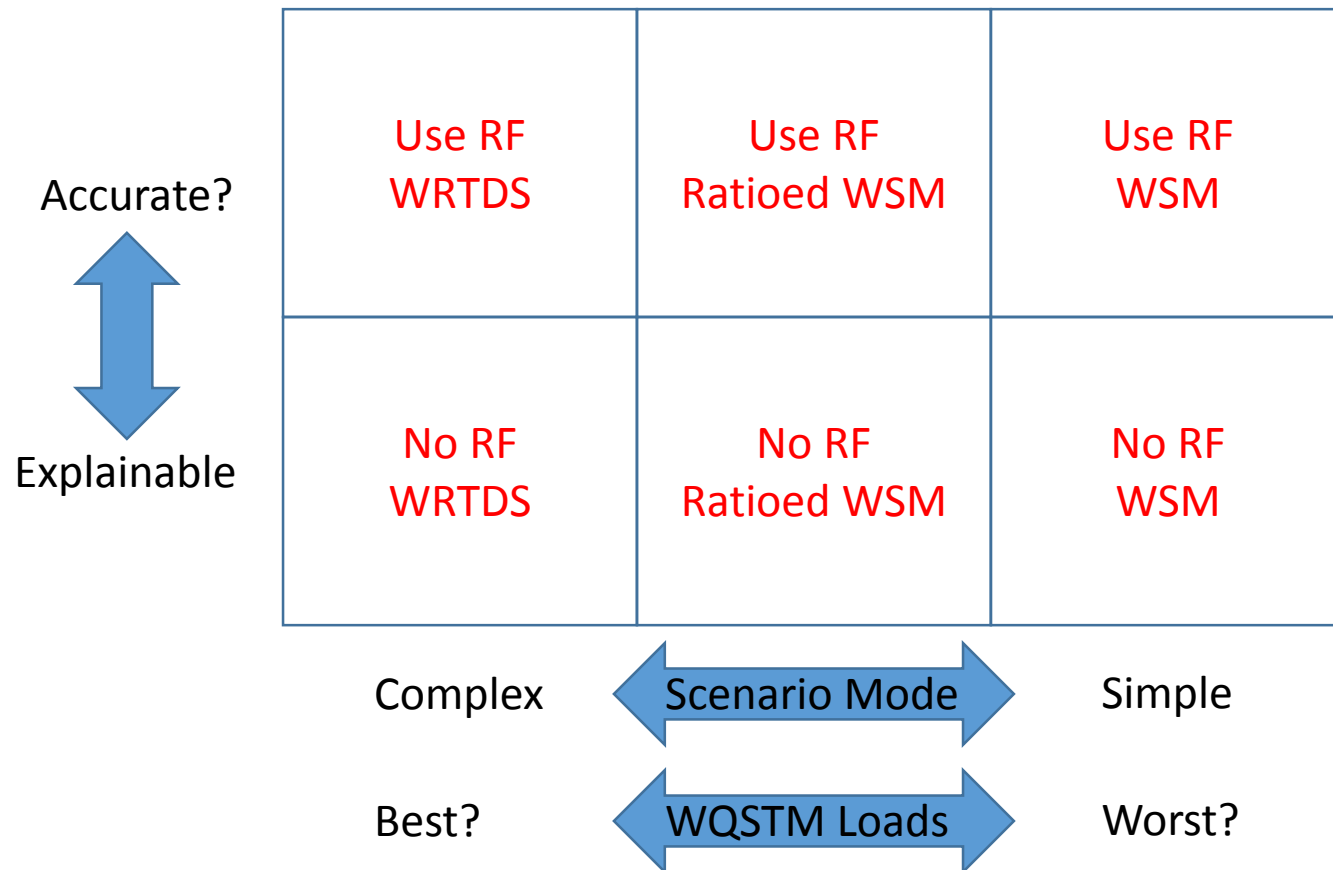 Use RF
WRTDS
Use RF
Ratioed WSM
Use RF
WSM
Accurate?
Explainable
No RF
WRTDS
No RF
Ratioed WSM
No RF
WSM
Complex
Scenario Mode
Simple
Best?
WQSTM Loads
Worst?